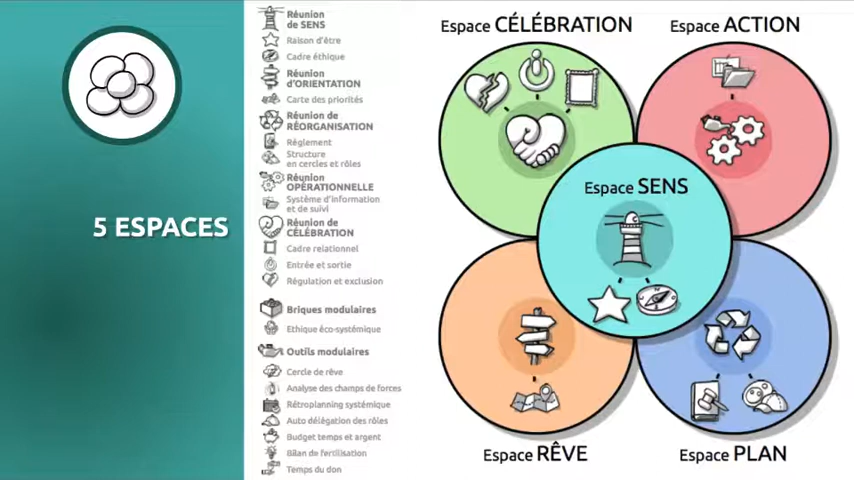 5 ESPACES
Réunion
de SENS
Raison d'être
Cadre éthique
Réunion
d'ORIENTATION
Carte des priorités
Réunion de
RÉORGANISATION
Règlement
Structure
en cercles et rôles
Réunion
OPÉRATIONNELLE
Système d'information
et de suivi
Réunion de
CÉLÉBRATION
Cadre relationnel
Entrée et sortie
Régulation et exclusion
Briques modulaires
Ethique éco-systémique
Outils modulaires
Cercle de rêve
Analyse des champs de forces
Rétroplanning systémique
Auto délégation des rôles
Budget temps et argent
Bilan de fertilisation
Temps du don
Espace CÉLÉBRATION
Espace ACTION
Espace SENS
Espace RÊVE
Espace PLAN